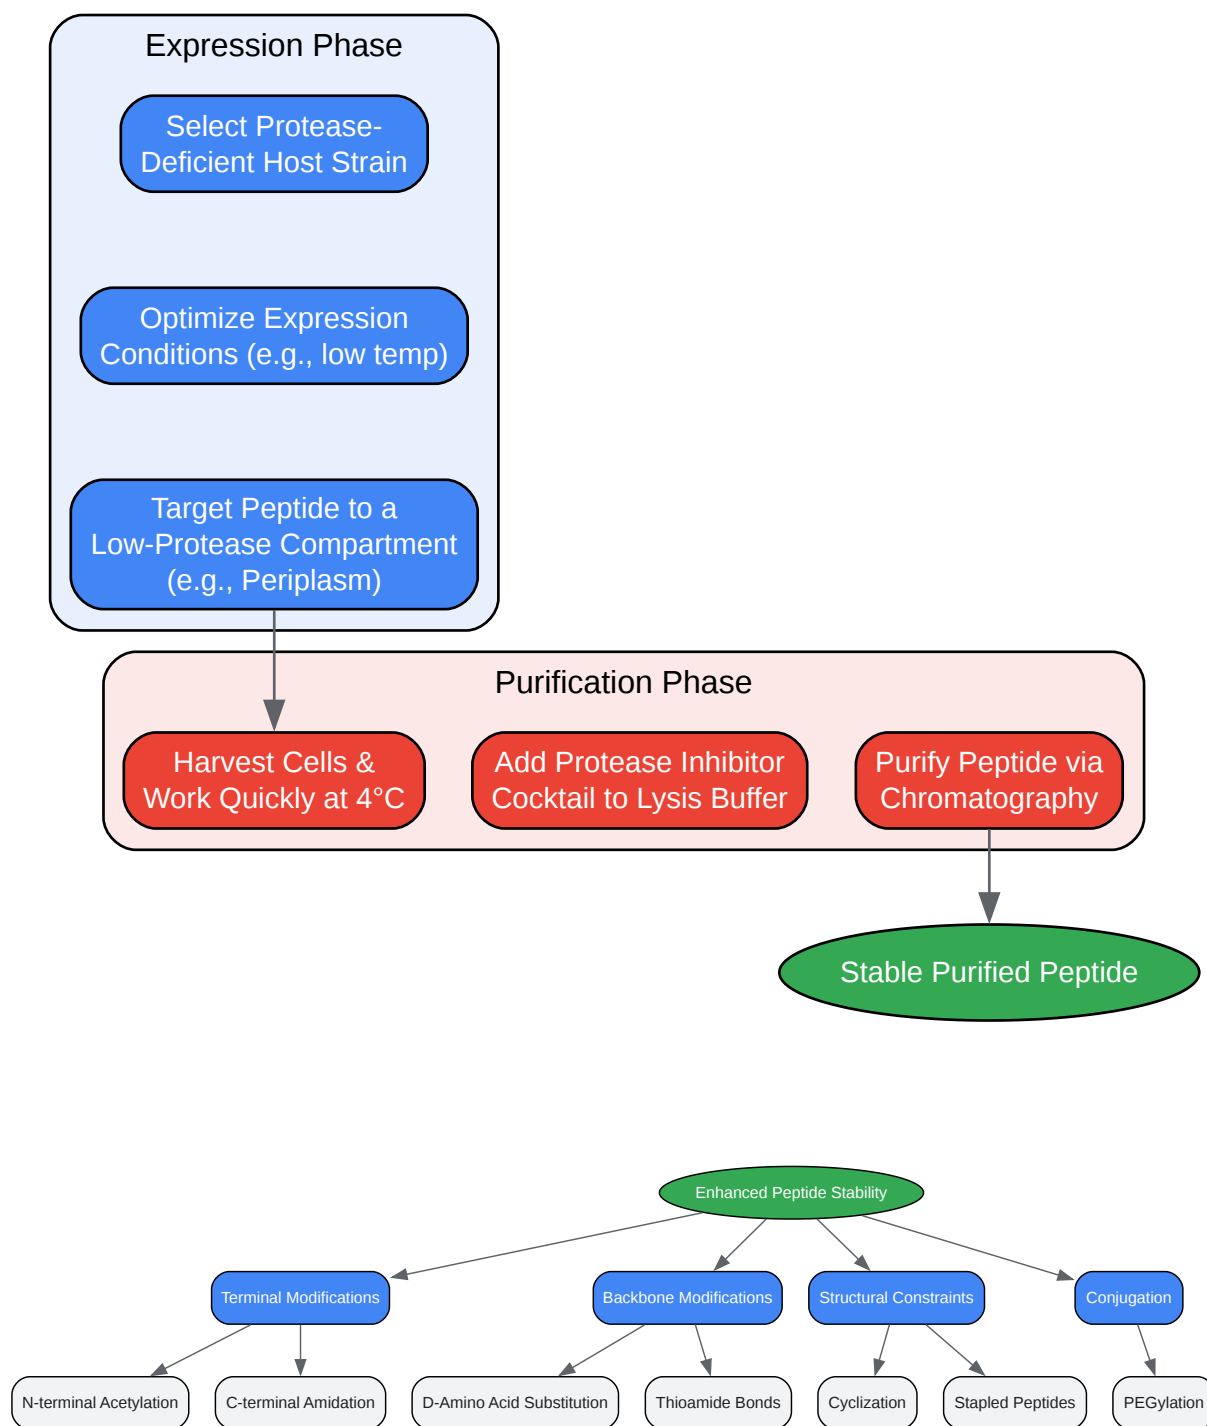 Expression Phase
Select Protease-
Deficient Host Strain
Optimize Expression
Conditions (e.g., low temp)
Target Peptide to a
Low-Protease Compartment
(e.g., Periplasm)
Purification Phase
Harvest Cells &
Work Quickly at 4°C
Add Protease Inhibitor
Cocktail to Lysis Buffer
Purify Peptide via
Chromatography
Stable Purified Peptide
Enhanced Peptide Stability
Terminal Modifications
Backbone Modifications
Structural Constraints
Conjugation
N-terminal Acetylation
C-terminal Amidation
D-Amino Acid Substitution
Thioamide Bonds
Cyclization
Stapled Peptides
PEGylation